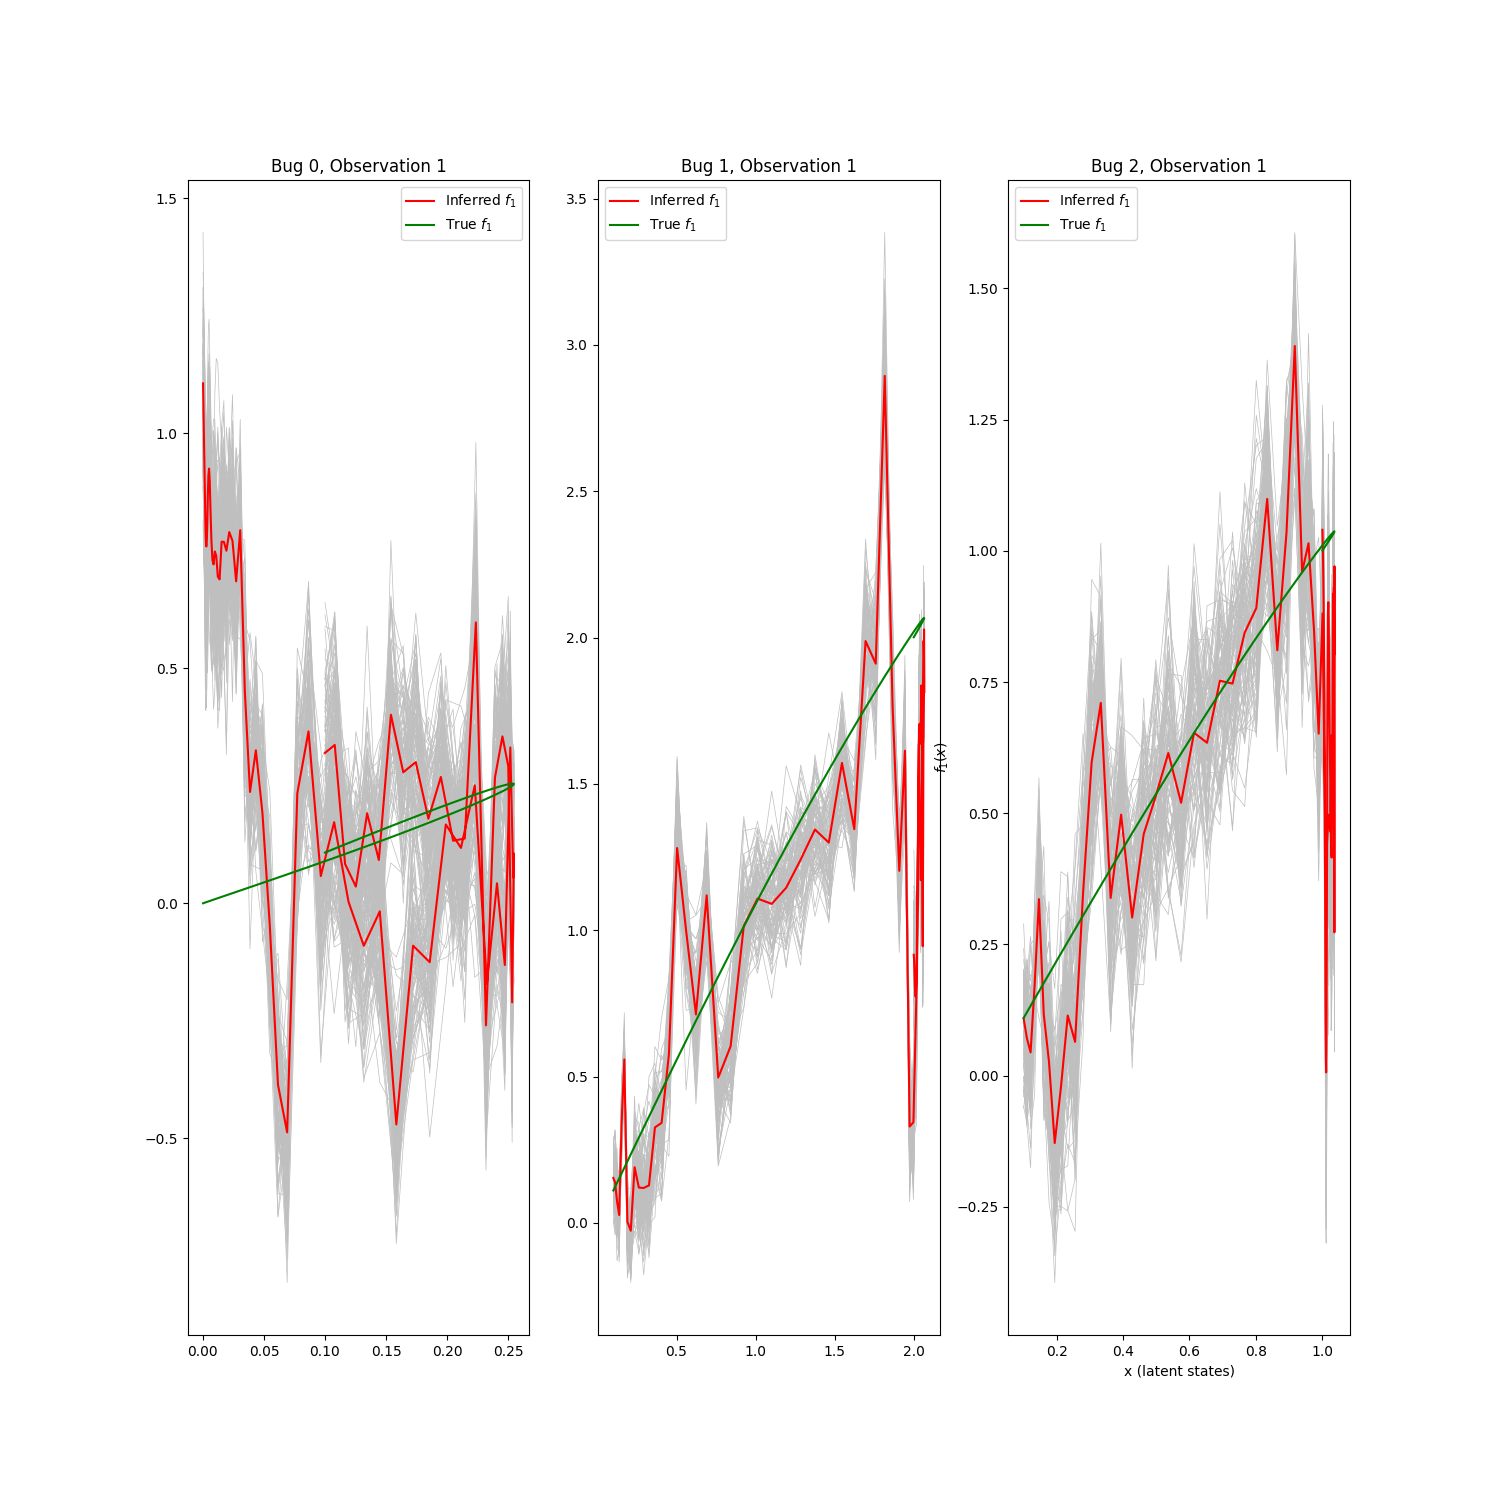 Bug 0, Observation 1
Inferred f₁
True f₁
1.5
1.0
0.5
0.0
−0.5
0.00 0.05 0.10 0.15 0.20 0.25
Bug 1, Observation 1
Inferred f₁
True f₁
3.5
3.0
2.5
2.0
1.5
1.0
0.5
0.0
0.5 1.0 1.5 2.0
Bug 2, Observation 1
Inferred f₁
True f₁
f₁(x)
1.50
1.25
1.00
0.75
0.50
0.25
0.00
−0.25
0.2 0.4 0.6 0.8 1.0
x (latent states)